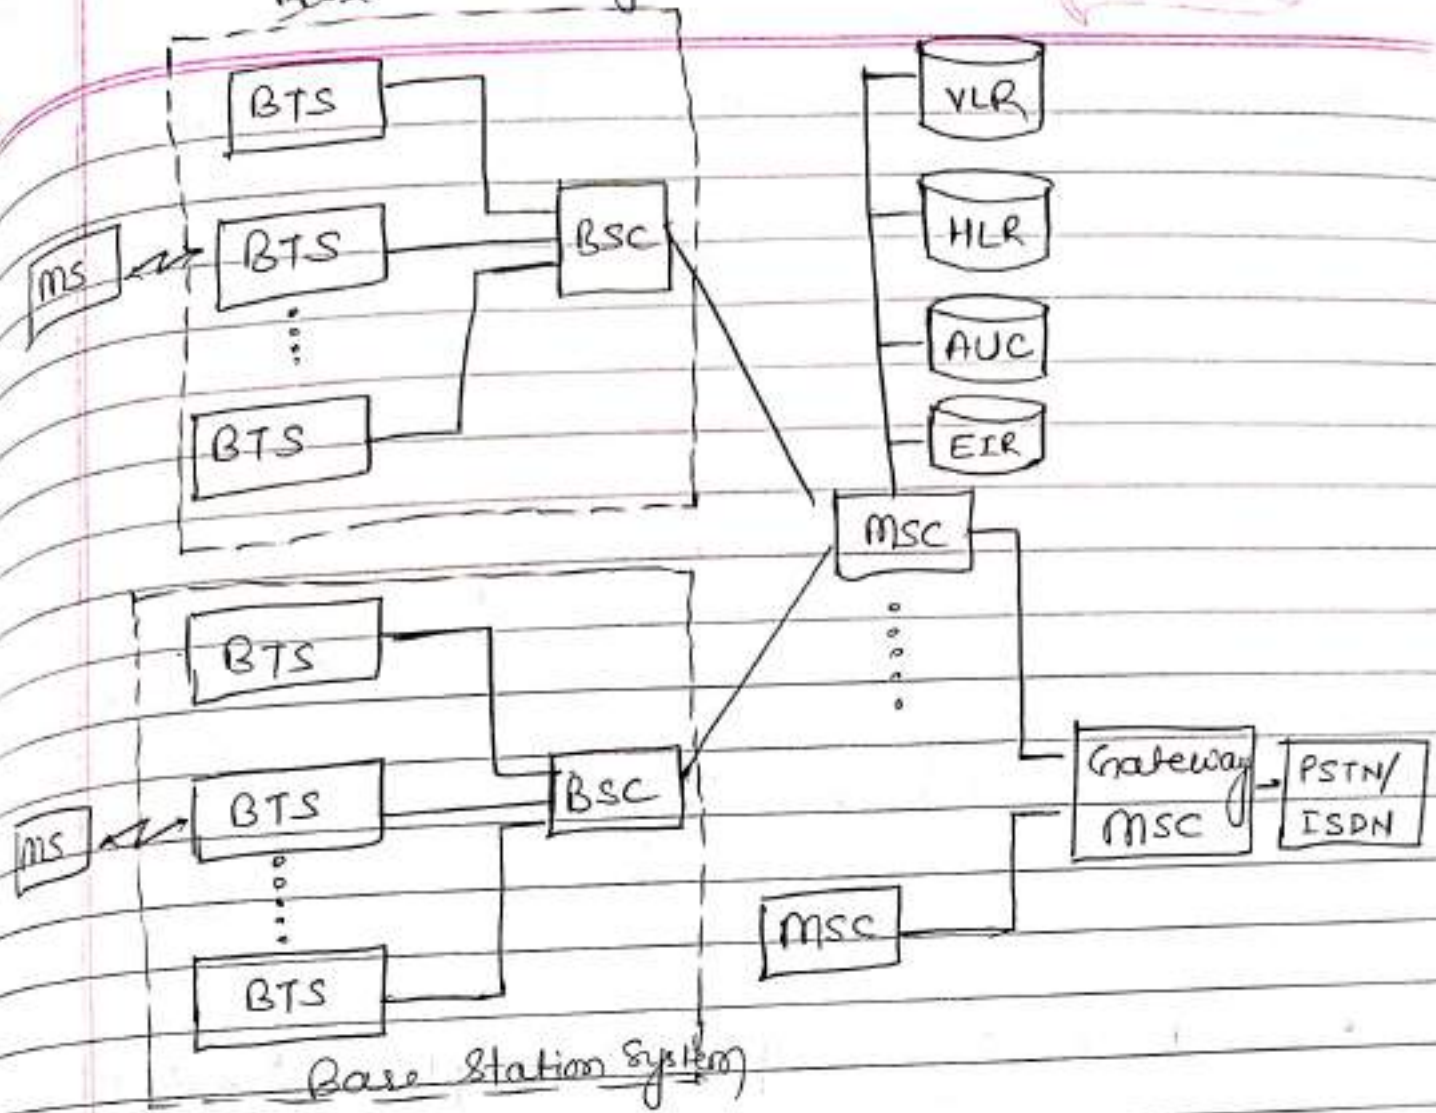 BTS
VLR
BTS
BSC
HLR
MS
AUC
BTS
EIR
MSC
BTS
BTS
BSC
Gateway
MSC
PSTN/
ISDN
MS
MSC
BTS
Base Station System